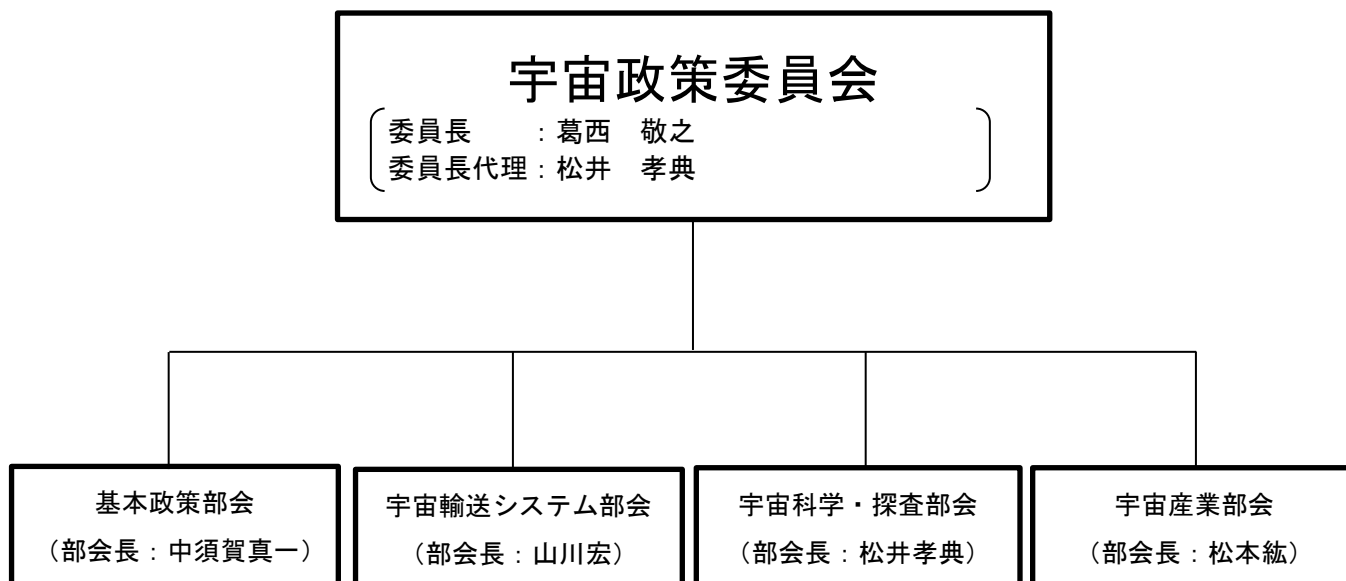 宇宙政策委員会
委員長　　：葛西　敬之
委員長代理：松井　孝典
基本政策部会
（部会長：中須賀真一）
宇宙輸送システム部会
（部会長：山川宏）
宇宙科学・探査部会
（部会長：松井孝典）
宇宙産業部会
（部会長：松本紘）